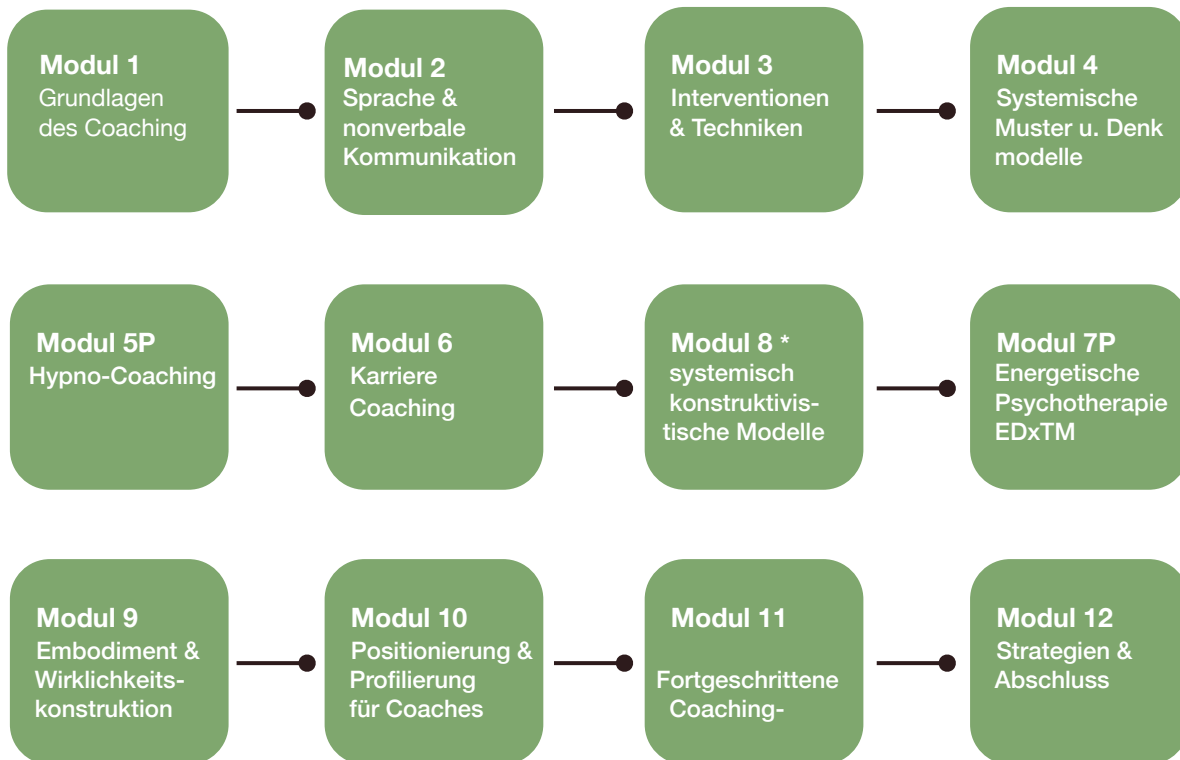 Modul 1
Grundlagen
des Coaching
Modul 2
Sprache &
nonverbale
Kommunikation
Modul 3
Interventionen
& Techniken
Modul 4
Systemische
Muster u. Denk
modelle
Modul 5P
Hypno-Coaching
Modul 6
Karriere
Coaching
Modul 8 *
systemisch
konstruktivis-
tische Modelle
Modul 7P
Energetische
Psychotherapie
EDxTM
Modul 9
Embodiment &
Wirklichkeits-
konstruktion
Modul 10
Positionierung &
Profilierung
für Coaches
Modul 11
Fortgeschrittene
Coaching-
Modul 12
Strategien &
Abschluss